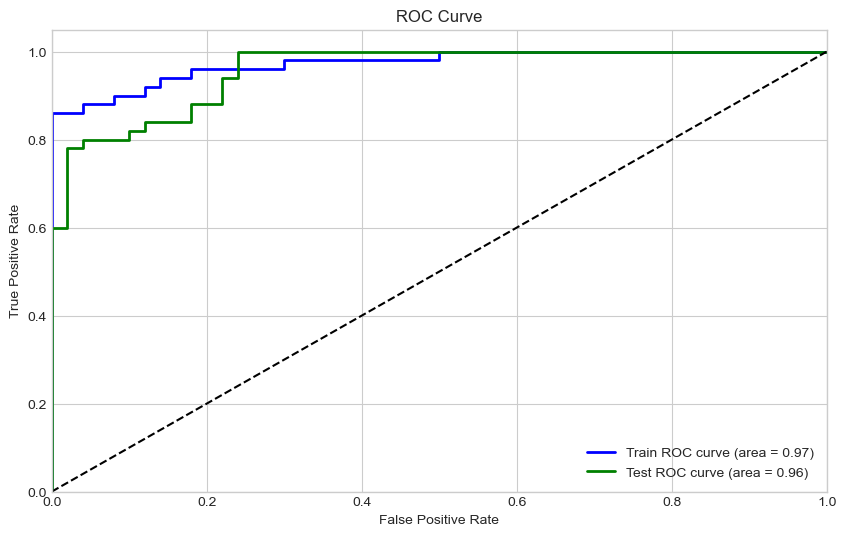 ROC Curve
True Positive Rate
1.0
0.8
0.6
0.4
0.2
0.0
0.0 0.2 0.4 0.6 0.8 1.0
False Positive Rate
Train ROC curve (area = 0.97)
Test ROC curve (area = 0.96)